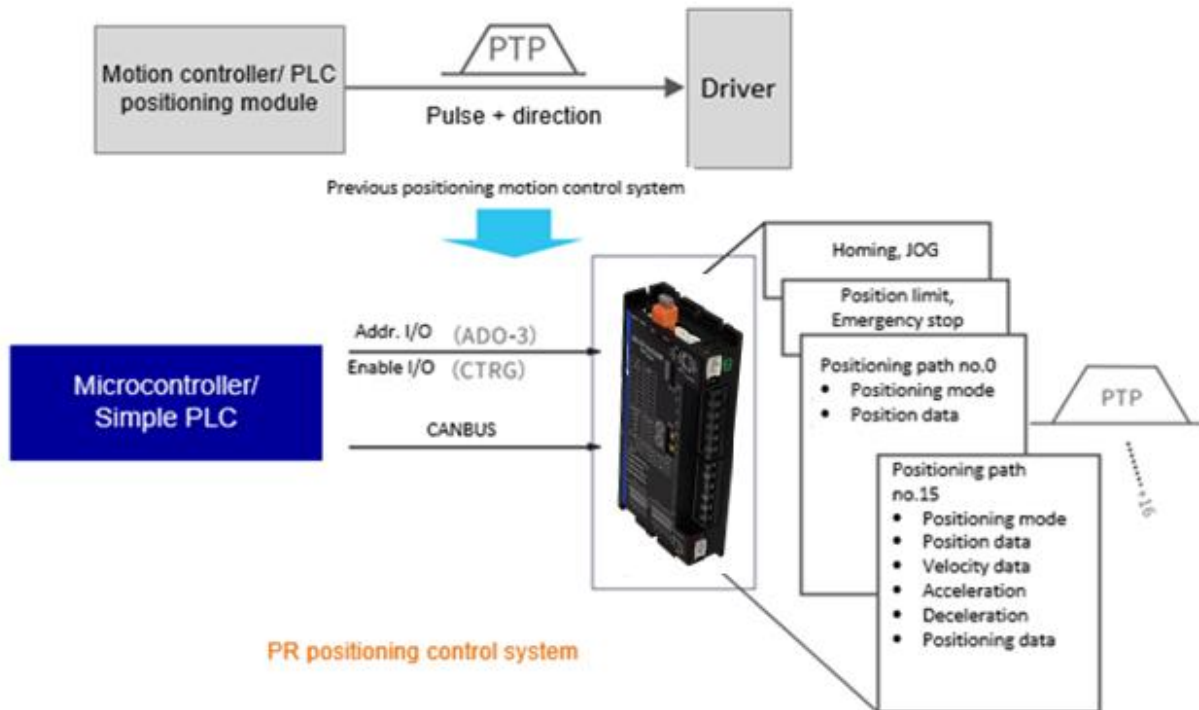 Motion controller/ PLC
positioning module
PTP
Pulse + direction
Driver
Previous positioning motion control system
Microcontroller/
Simple PLC
Addr. I/O (ADO-3)
Enable I/O (CTRG)
CANBUS
Homing, JOG
Position limit,
Emergency stop
Positioning path no.0
• Positioning mode
• Position data
PTP
+16
Positioning path
no.15
• Positioning mode
• Position data
• Velocity data
• Acceleration
• Deceleration
• Positioning data
PR positioning control system